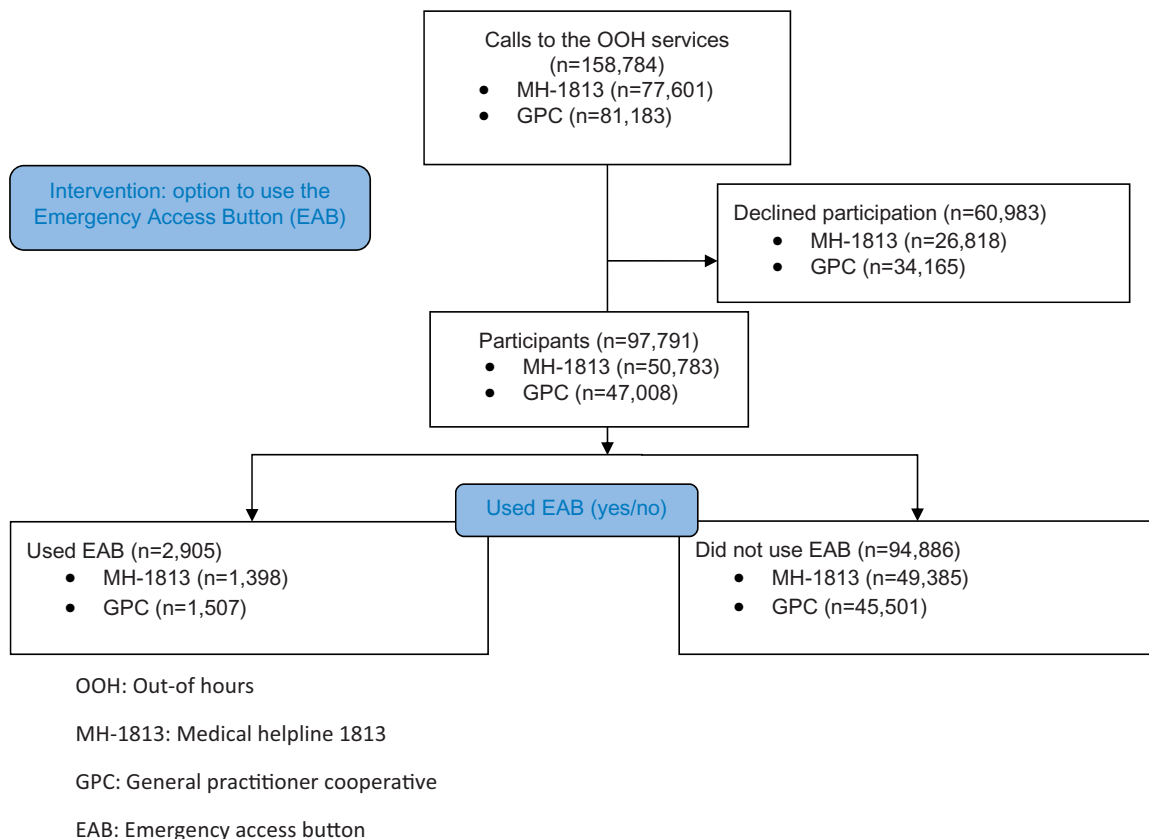 Calls to the OOH services
(n=158,784)
• MH-1813 (n=77,601)
• GPC (n=81,183)
Intervention: option to use the
Emergency Access Button (EAB)
Declined participation (n=60,983)
• MH-1813 (n=26,818)
• GPC (n=34,165)
Participants (n=97,791)
• MH-1813 (n=50,783)
• GPC (n=47,008)
Used EAB (yes/no)
Used EAB (n=2,905)
• MH-1813 (n=1,398)
• GPC (n=1,507)
Did not use EAB (n=94,886)
• MH-1813 (n=49,385)
• GPC (n=45,501)
OOH: Out-of hours
MH-1813: Medical helpline 1813
GPC: General practitioner cooperative
EAB: Emergency access button